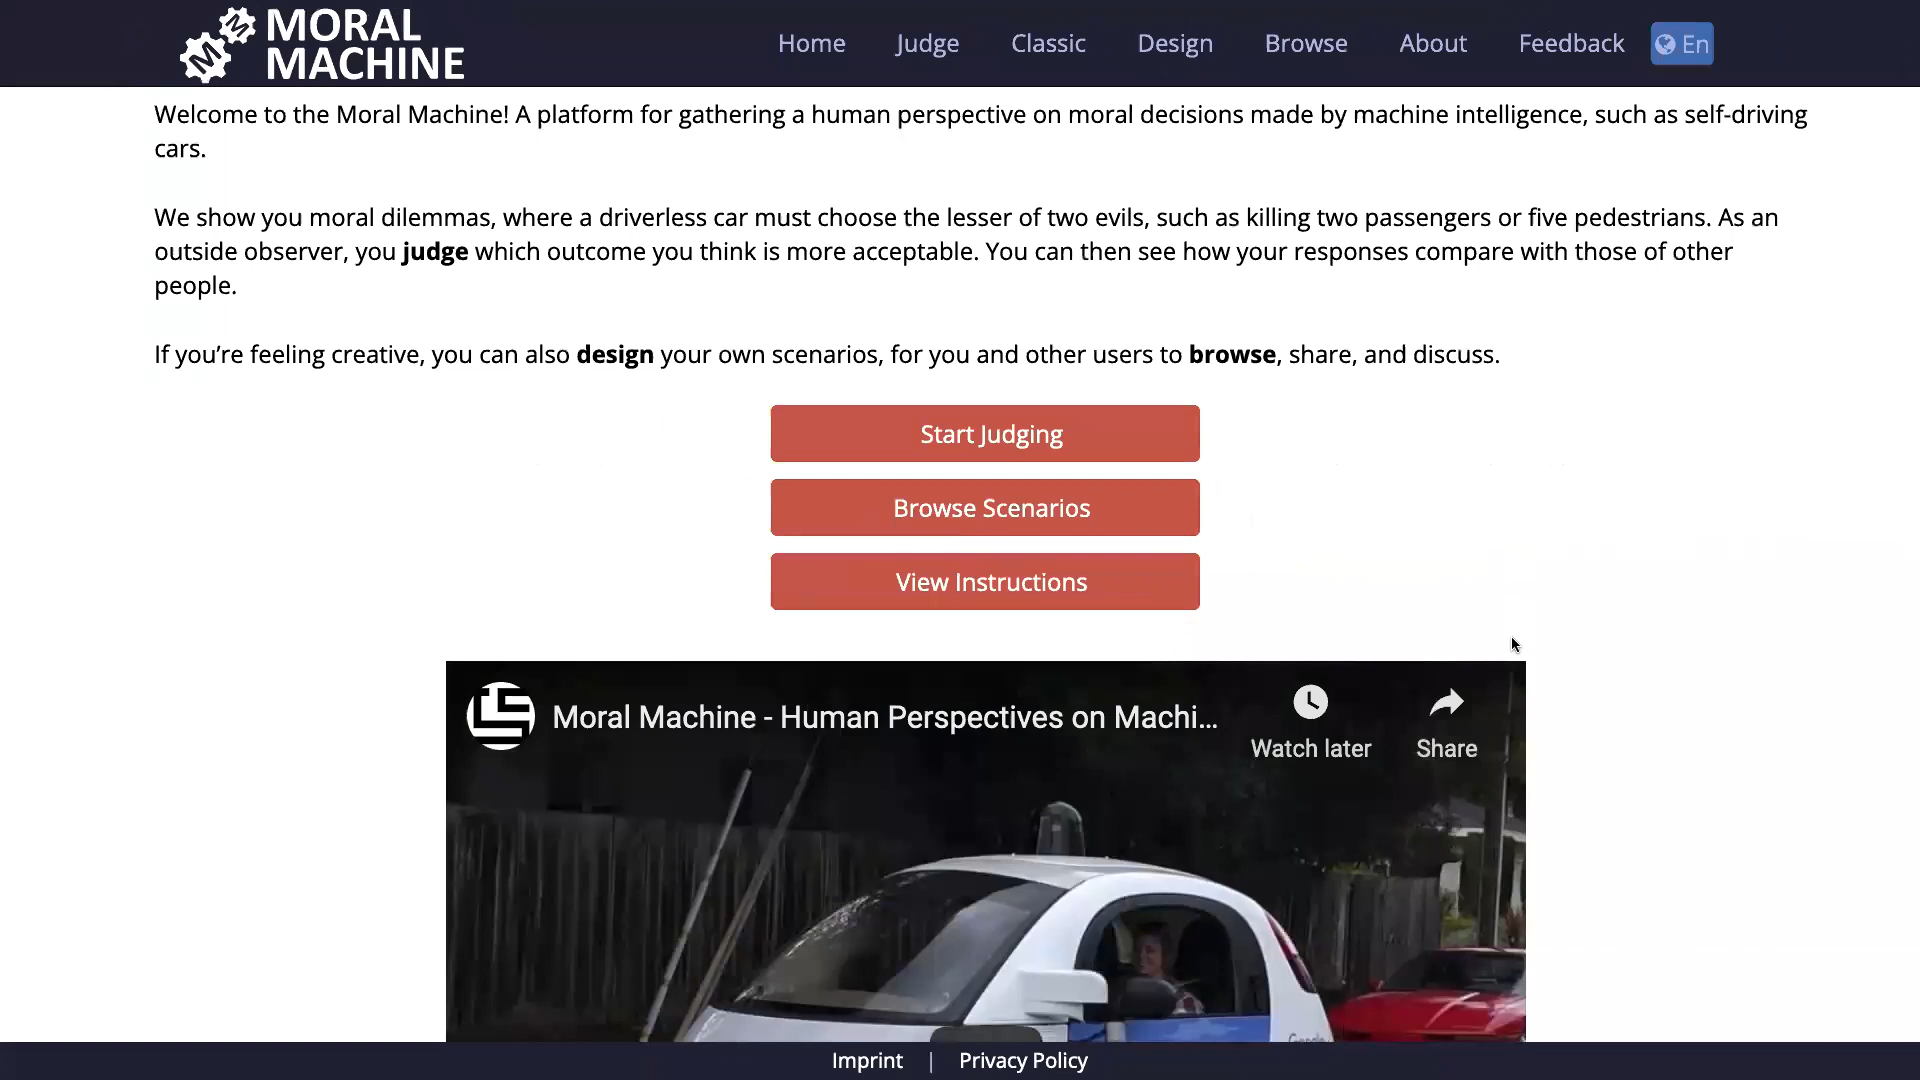 MORAL
MACHINE
Home Judge Classic Design Browse About Feedback En
Welcome to the Moral Machine! A platform for gathering a human perspective on moral decisions made by machine intelligence, such as self-driving
cars.
We show you moral dilemmas, where a driverless car must choose the lesser of two evils, such as killing two passengers or five pedestrians. As an
outside observer, you judge which outcome you think is more acceptable. You can then see how your responses compare with those of other
people.
If you’re feeling creative, you can also design your own scenarios, for you and other users to browse, share, and discuss.
Start Judging
Browse Scenarios
View Instructions
Moral Machine - Human Perspectives on Machi...
Watch later
Share
Imprint | Privacy Policy